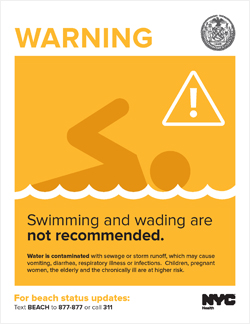 WARNING
Swimming and wading are
not recommended.
Water is contaminated with sewage or storm runoff, which may cause
vomiting, diarrhea, respiratory illness or infections.  Children, pregnant
women, the elderly and the chronically ill are at higher risk.
For beach status updates:
Text BEACH to 877-877 or call 311
NYC
Health